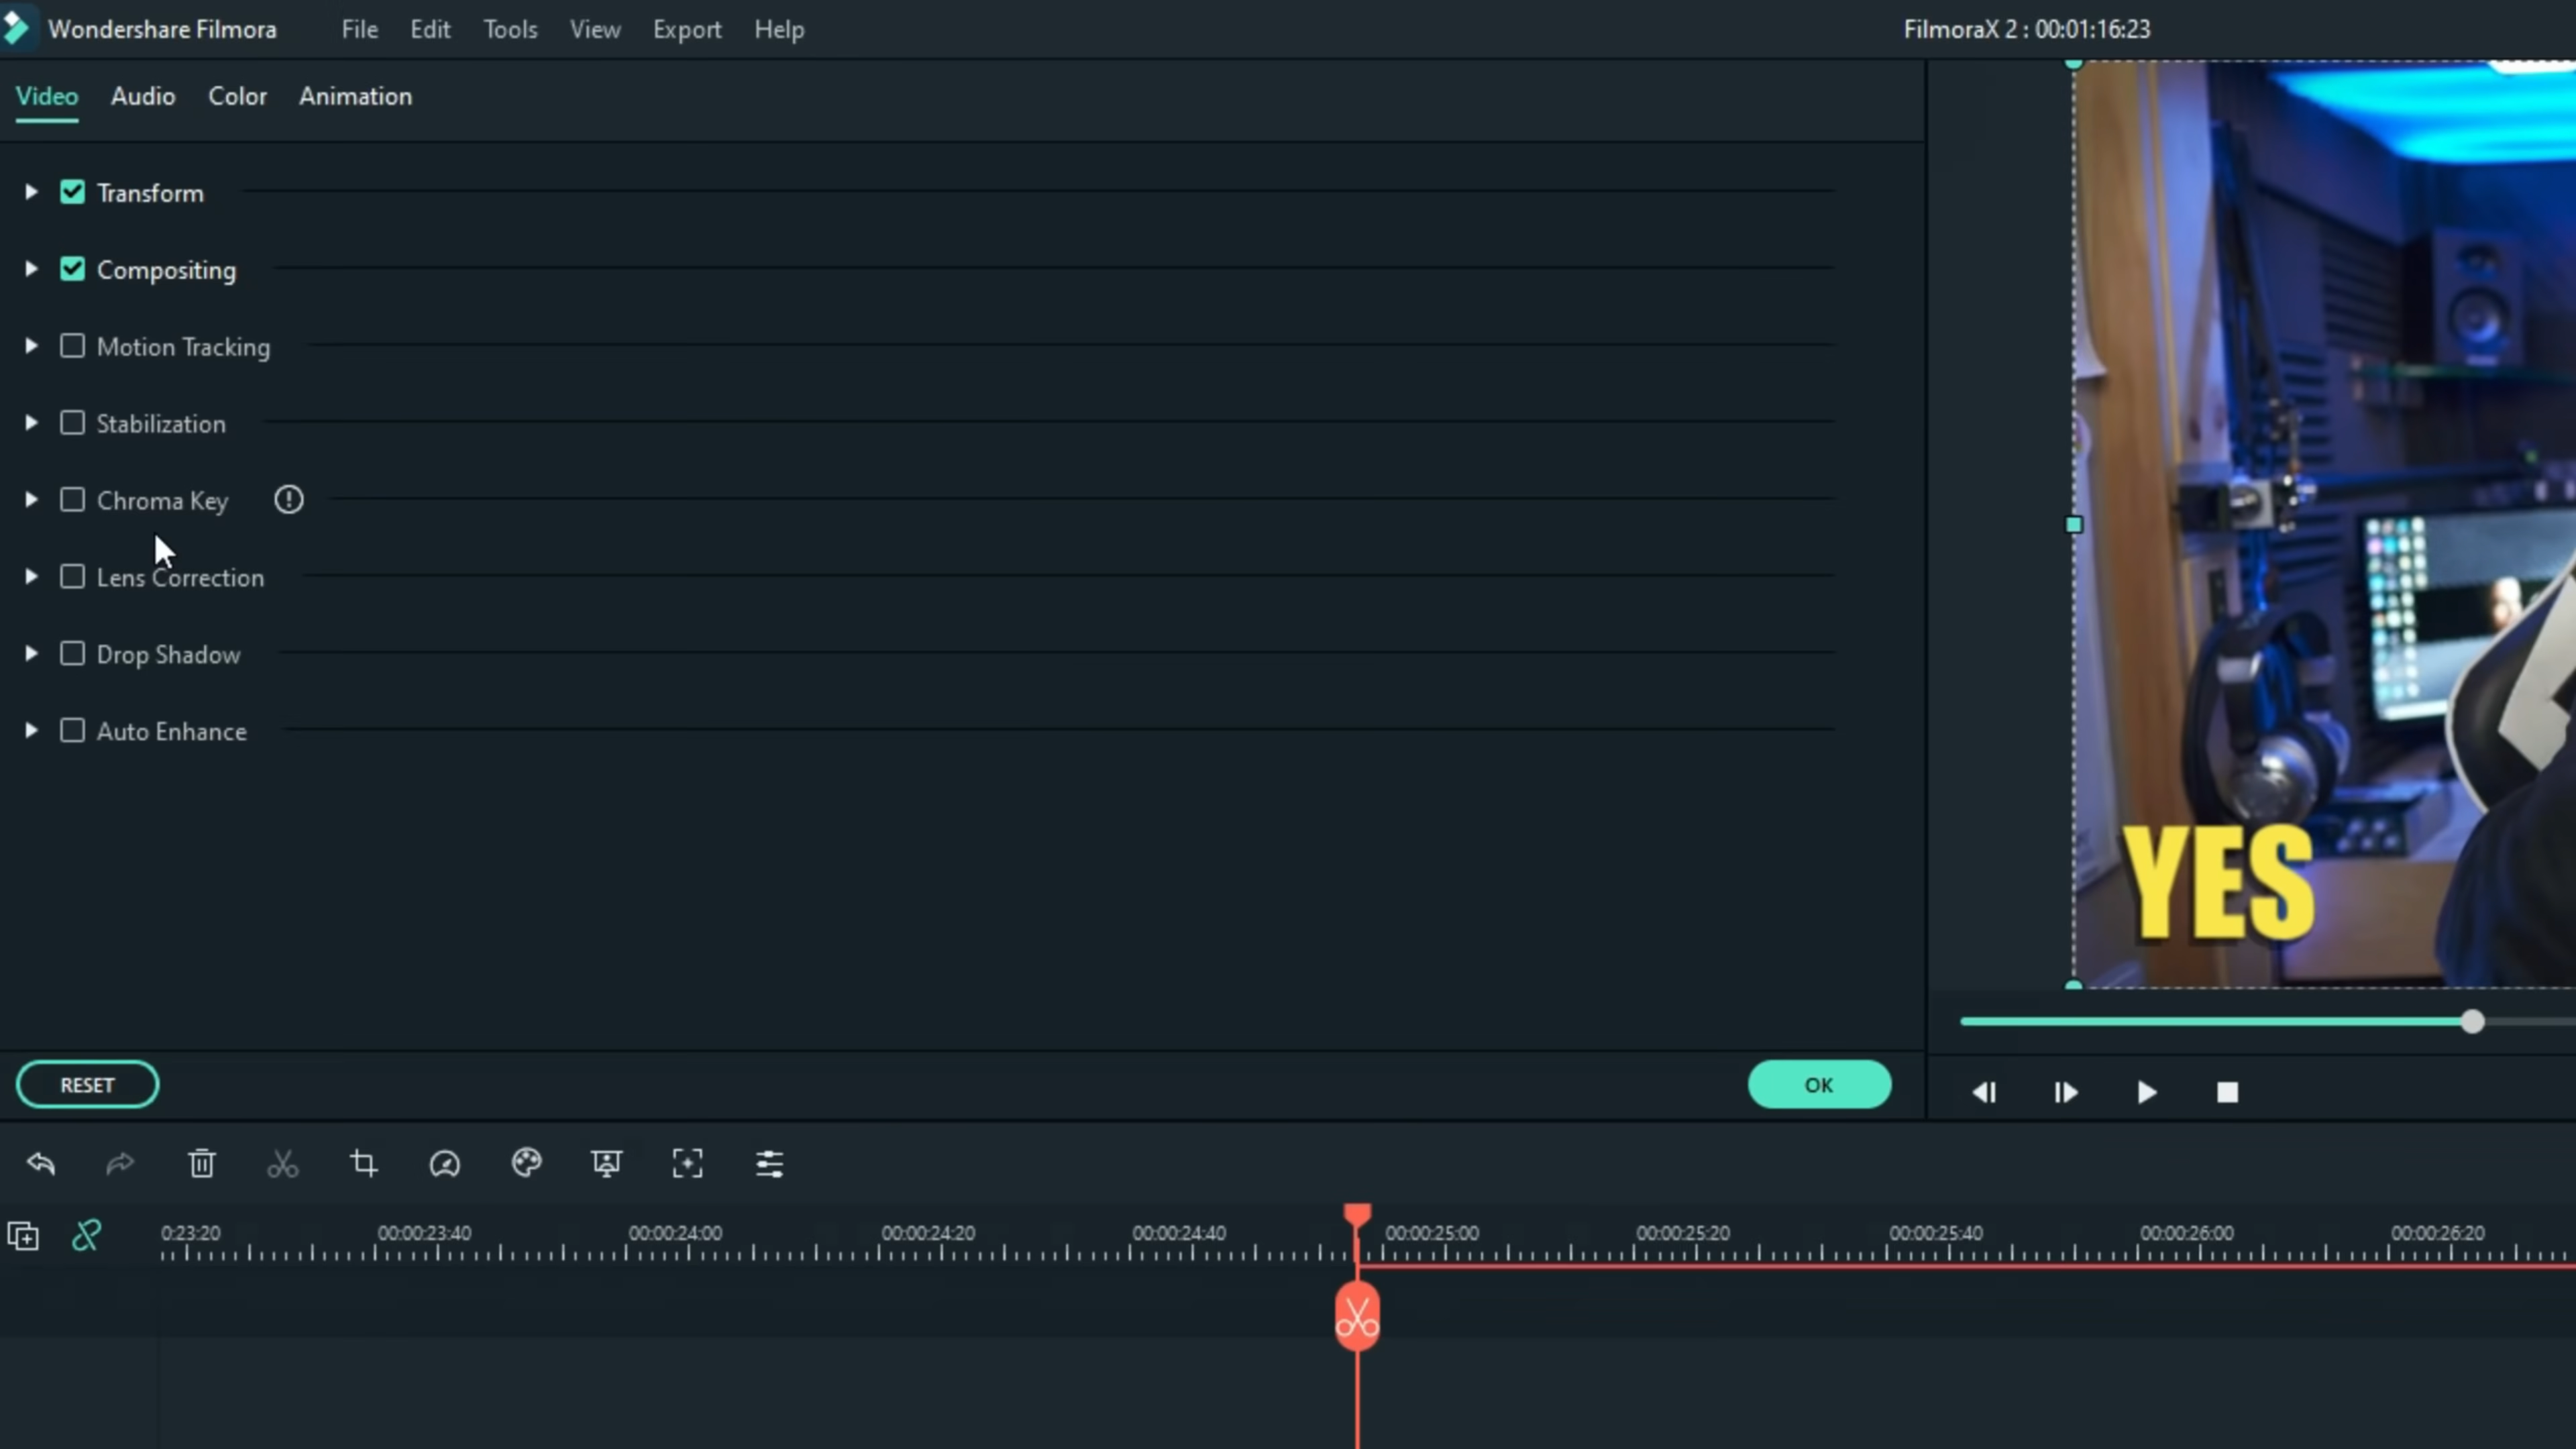 Wondershare Filmora File Edit Tools View Export Help FilmoraX 2 : 00:01:16:23
Video Audio Color Animation
Transform
Compositing
Motion Tracking
Stabilization
Chroma Key
Lens Correction
Drop Shadow
Auto Enhance
YES
RESET OK
0:23:20 00:00:23:40 00:00:24:00 00:00:24:20 00:00:24:40 00:00:25:00 00:00:25:20 00:00:25:40 00:00:26:00 00:00:26:20